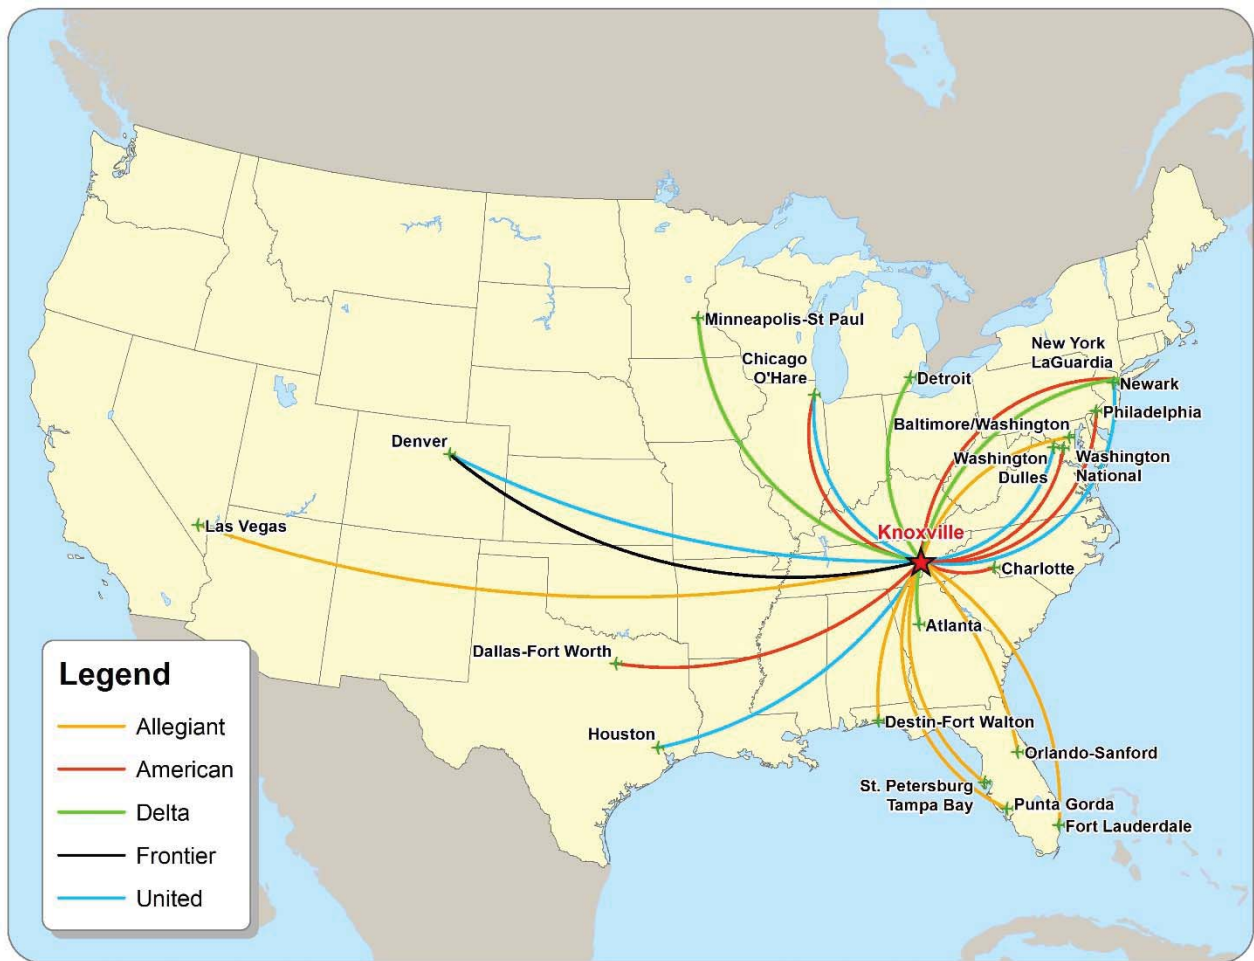 Minneapolis-St Paul
Chicago
O'Hare
Detroit
New York
LaGuardia
Newark
Philadelphia
Baltimore/Washington
Washington
Dulles
Washington
National
Denver
Las Vegas
Knoxville
Charlotte
Atlanta
Dallas-Fort Worth
Houston
Destin-Fort Walton
Orlando-Sanford
St. Petersburg
Tampa Bay
Punta Gorda
Fort Lauderdale
Legend
Allegiant
American
Delta
Frontier
United